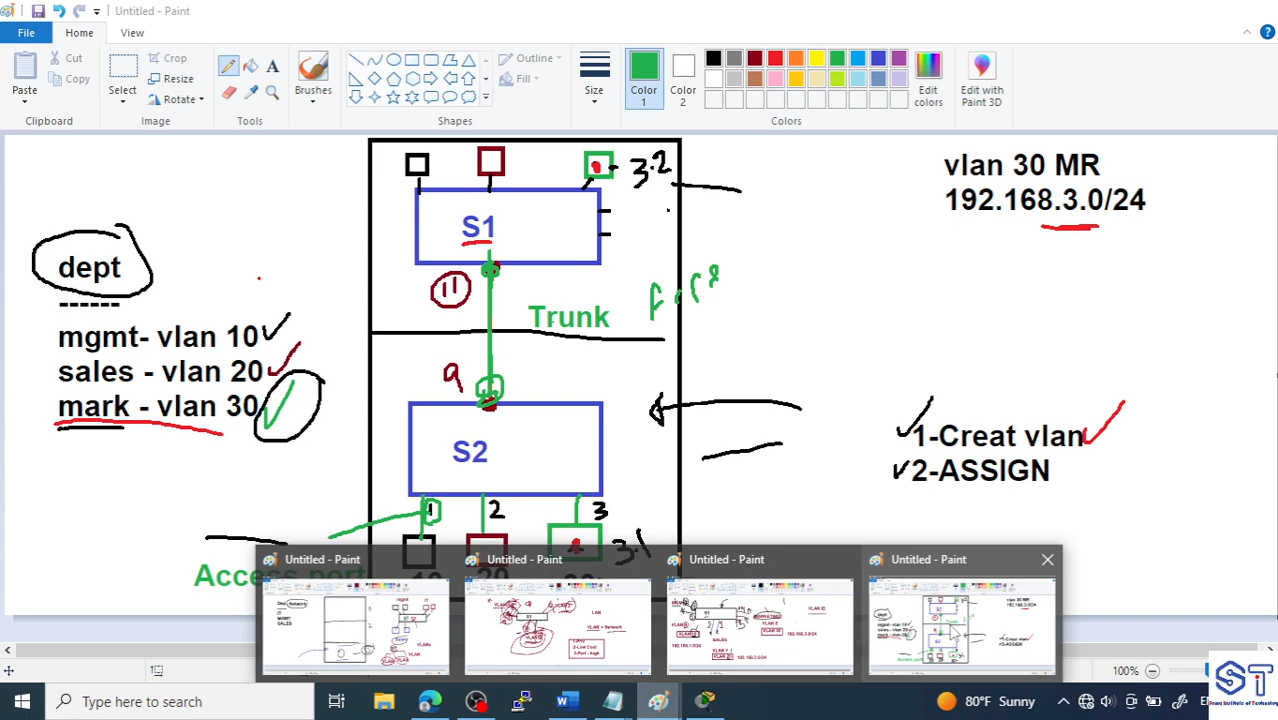 Untitled - Paint
File
Home
View
Paste
Cut
Copy
Clipboard
Select
Crop
Resize
Rotate
Image
A
Tools
Brushes
Outline
Fill
Shapes
Size
Color 1
Color 2
Edit colors
Edit with Paint 3D
Colors
dept
------
mgmt- vlan 10
sales - vlan 20
mark - vlan 30
3.2
S1
11
Trunk
9
S2
1
2
3
3.1
Access port
vlan 30 MR
192.168.3.0/24
1-Creat vlan
2-ASSIGN
Untitled - Paint
Untitled - Paint
Untitled - Paint
Untitled - Paint
100%
Type here to search
80°F Sunny
ST